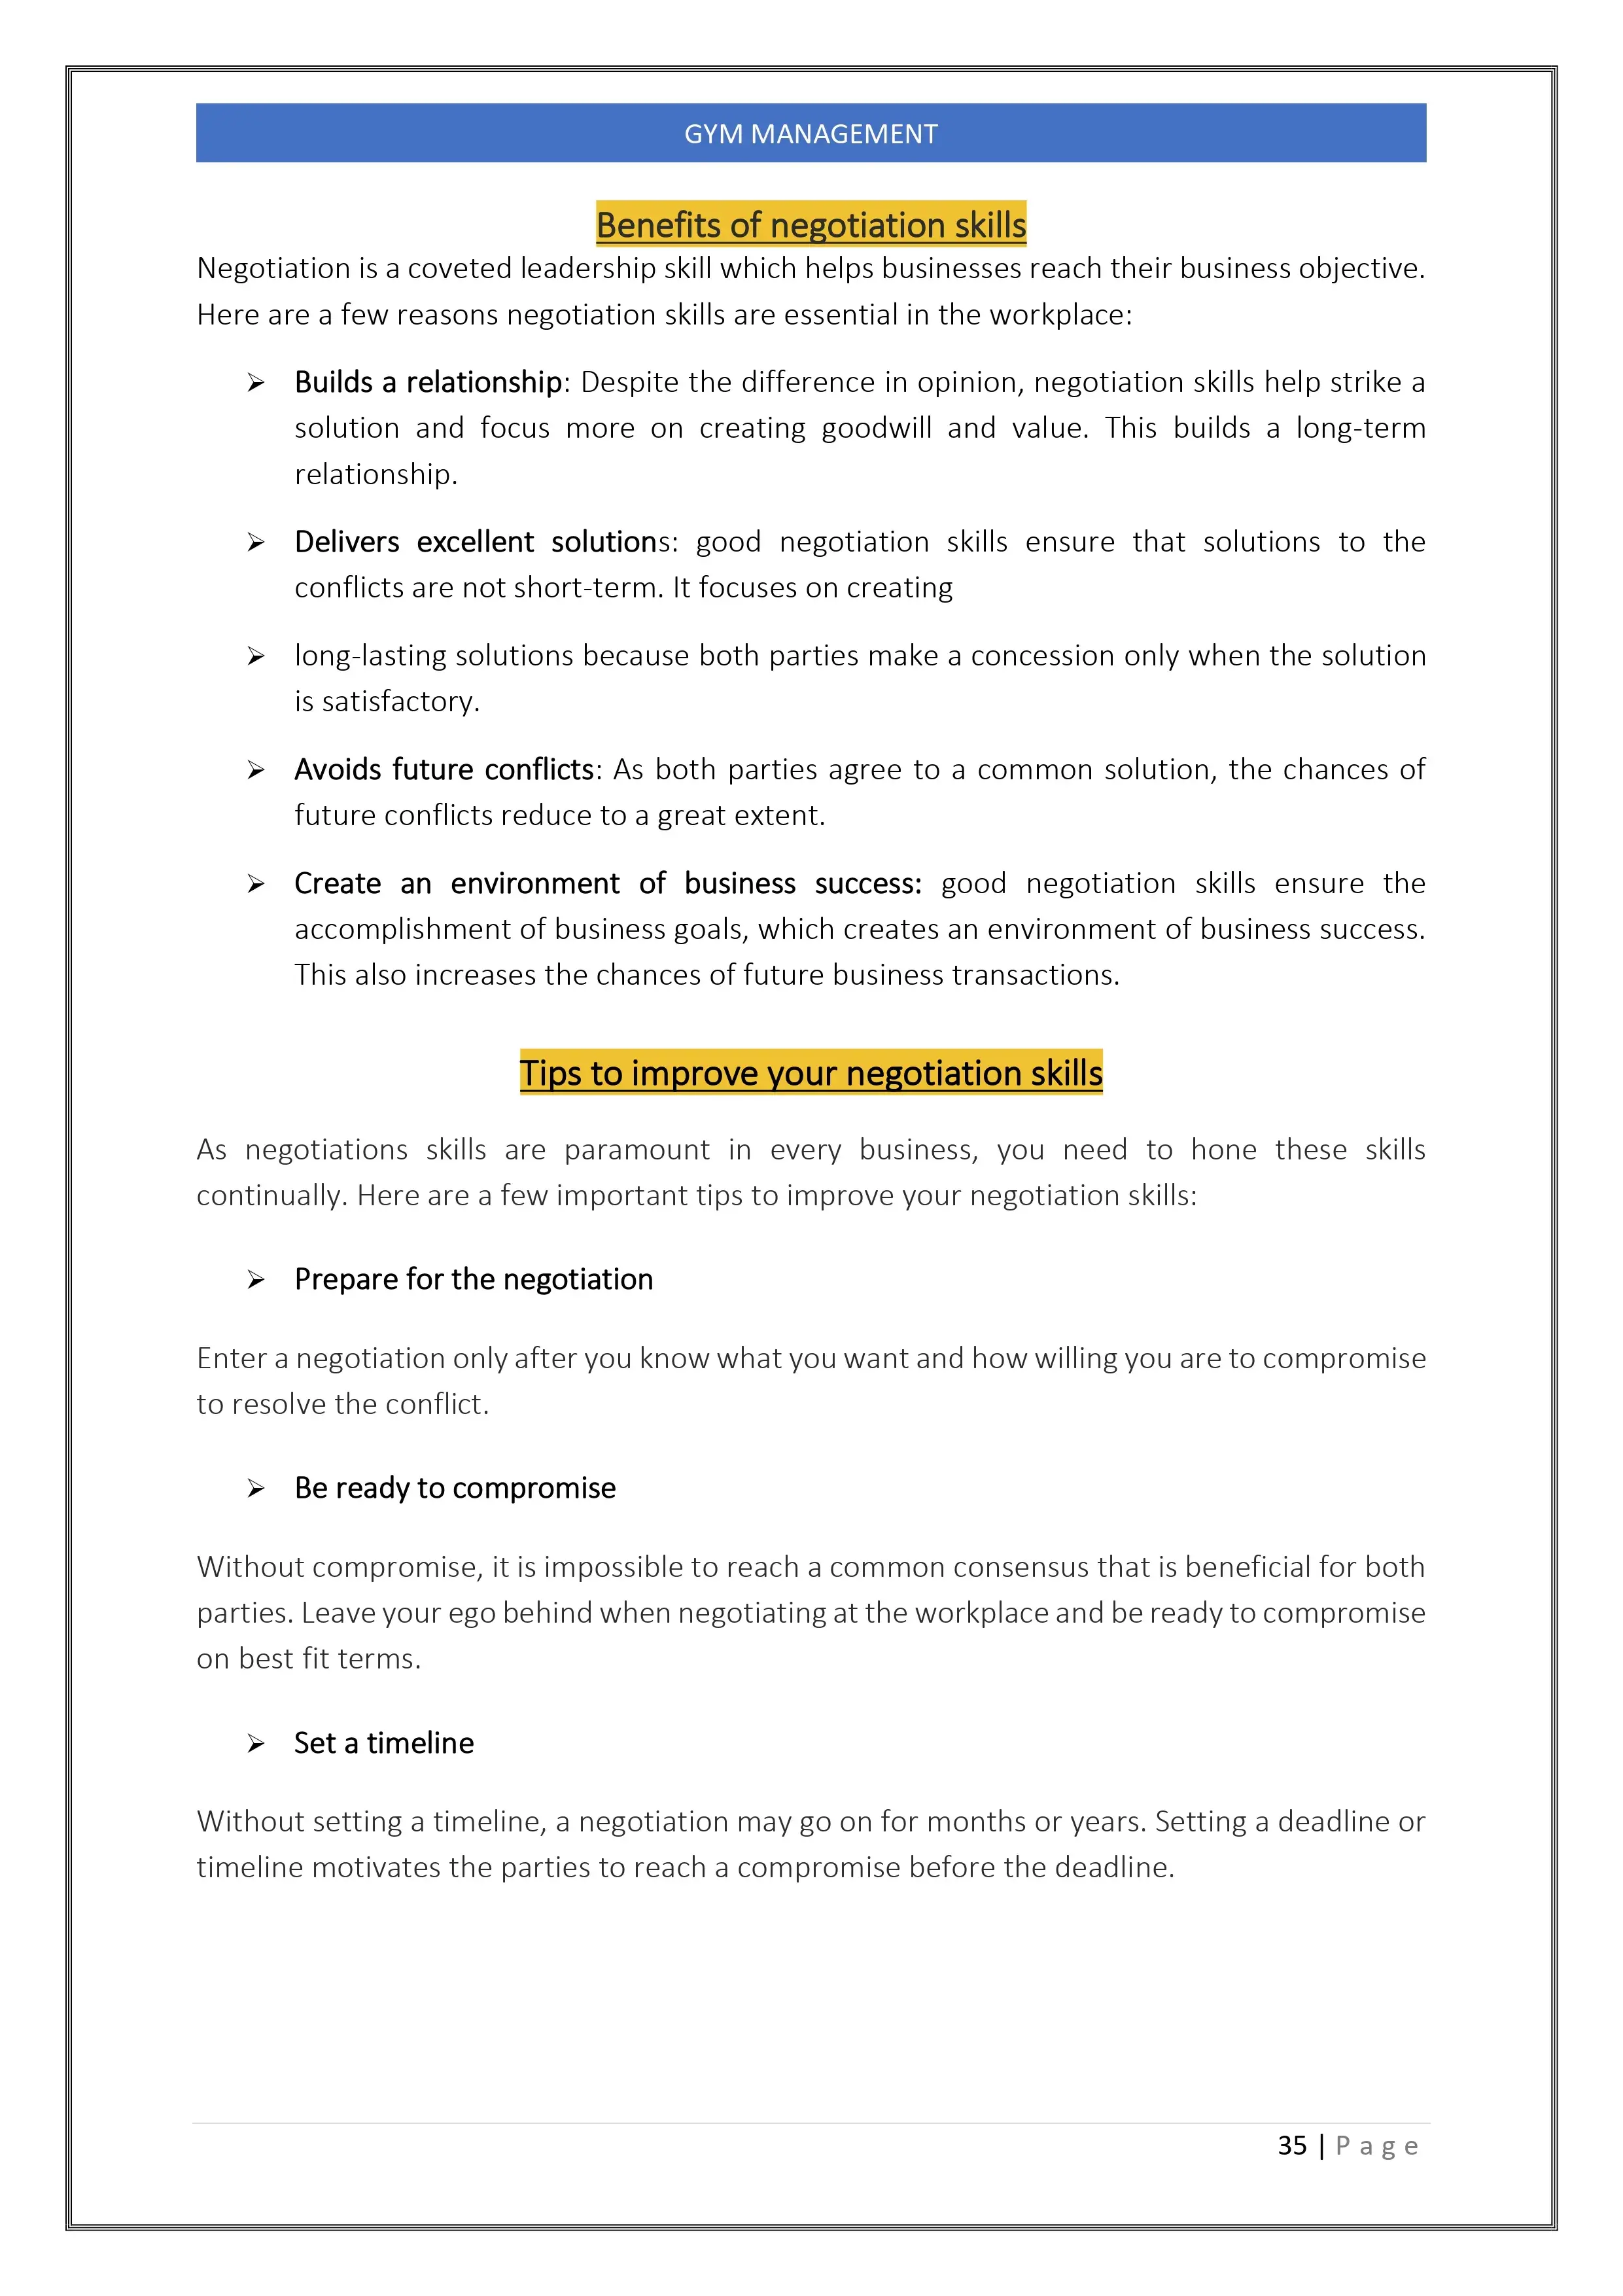 GYM MANAGEMENT
Benefits of negotiation skills
Negotiation is a coveted leadership skill which helps businesses reach their business objective.
Here are a few reasons negotiation skills are essential in the workplace:
➢ Builds a relationship: Despite the difference in opinion, negotiation skills help strike a
solution and focus more on creating goodwill and value. This builds a long-term
relationship.
➢ Delivers excellent solutions: good negotiation skills ensure that solutions to the
conflicts are not short-term. It focuses on creating
➢ long-lasting solutions because both parties make a concession only when the solution
is satisfactory.
➢ Avoids future conflicts: As both parties agree to a common solution, the chances of
future conflicts reduce to a great extent.
➢ Create an environment of business success: good negotiation skills ensure the
accomplishment of business goals, which creates an environment of business success.
This also increases the chances of future business transactions.
Tips to improve your negotiation skills
As negotiations skills are paramount in every business, you need to hone these skills
continually. Here are a few important tips to improve your negotiation skills:
➢ Prepare for the negotiation
Enter a negotiation only after you know what you want and how willing you are to compromise
to resolve the conflict.
➢ Be ready to compromise
Without compromise, it is impossible to reach a common consensus that is beneficial for both
parties. Leave your ego behind when negotiating at the workplace and be ready to compromise
on best fit terms.
➢ Set a timeline
Without setting a timeline, a negotiation may go on for months or years. Setting a deadline or
timeline motivates the parties to reach a compromise before the deadline.
35 | P a g e